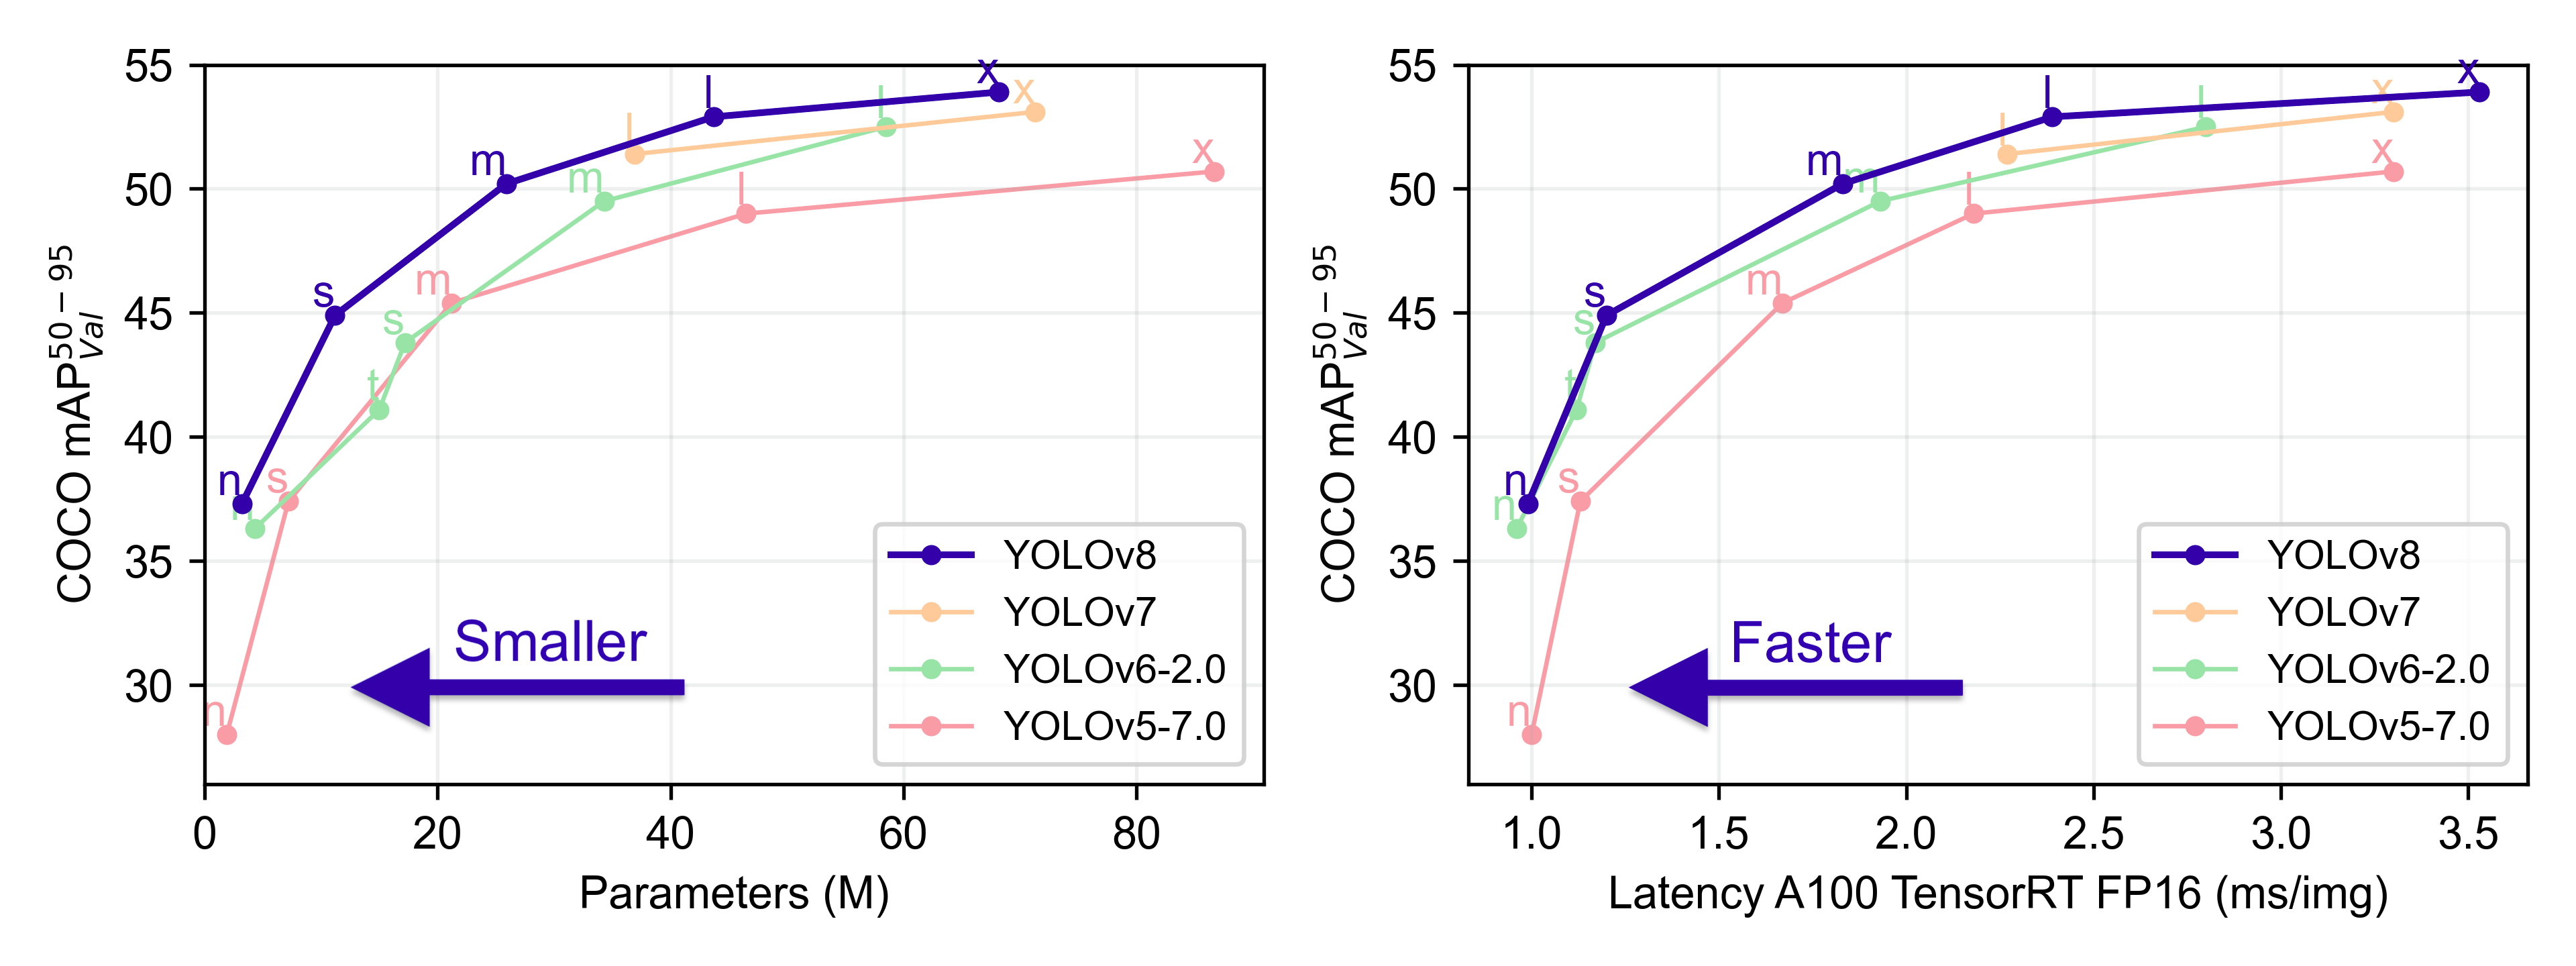 55
50
45
40
35
30
COCO mAP50−95 Val
0 20 40 60 80
Parameters (M)
n
s
m
l
x
l
x
n
t
s
m
l
n
s
m
l
x
Smaller
YOLOv8
YOLOv7
YOLOv6-2.0
YOLOv5-7.0
55
50
45
40
35
30
COCO mAP50−95 Val
1.0 1.5 2.0 2.5 3.0 3.5
Latency A100 TensorRT FP16 (ms/img)
n
s
m
l
x
l
x
n
t
s
m
l
n
s
m
l
x
Faster
YOLOv8
YOLOv7
YOLOv6-2.0
YOLOv5-7.0